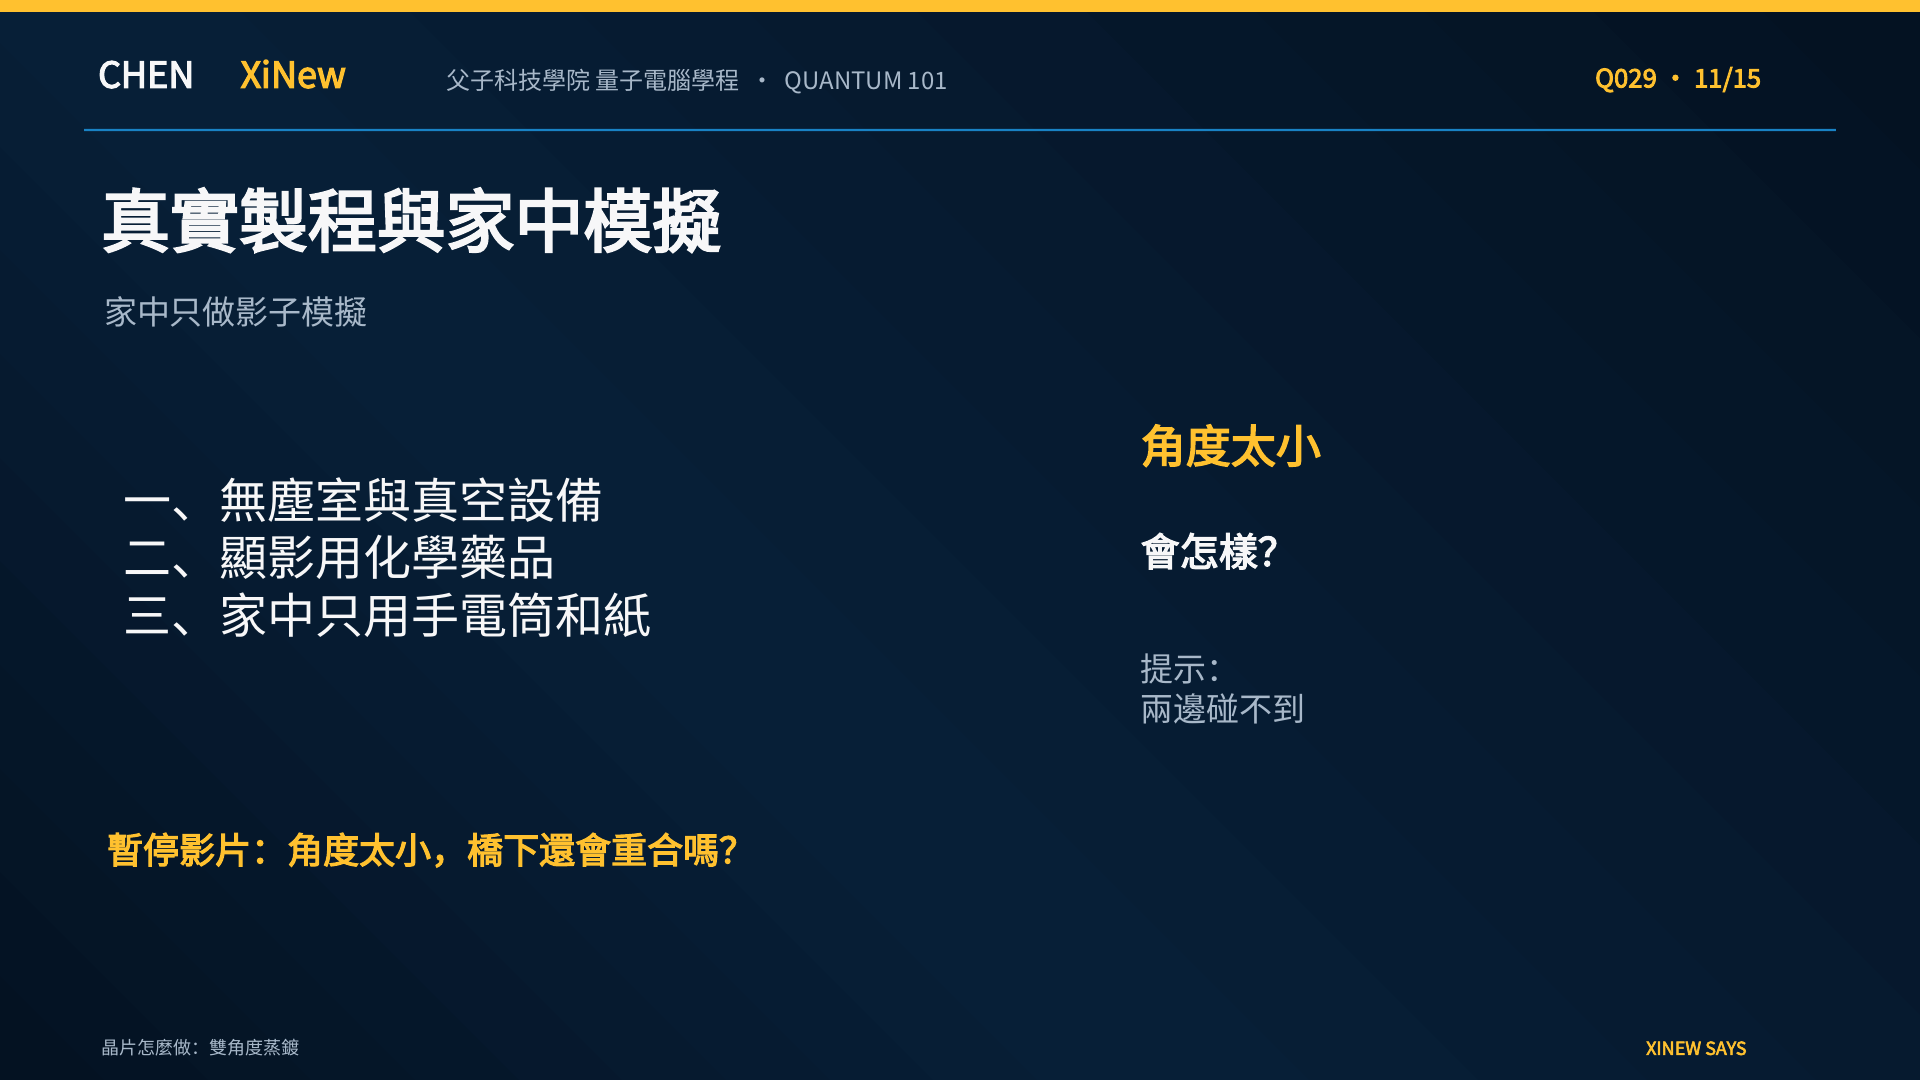 CHEN XiNew 父子科技學院 量子電腦學程 · QUANTUM 101 Q029 · 11/15
真實製程與家中模擬
家中只做影子模擬
一、無塵室與真空設備
二、顯影用化學藥品
三、家中只用手電筒和紙
角度太小
會怎樣？
提示：
兩邊碰不到
暫停影片：角度太小，橋下還會重合嗎？
晶片怎麼做：雙角度蒸鍍 XINEW SAYS